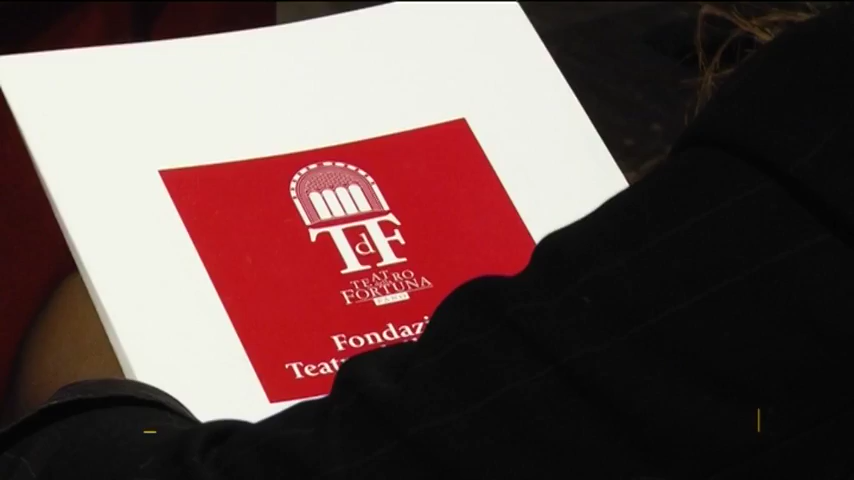 TdF
TEATRO
FORTUNA
FANO
Fondazi
Teat